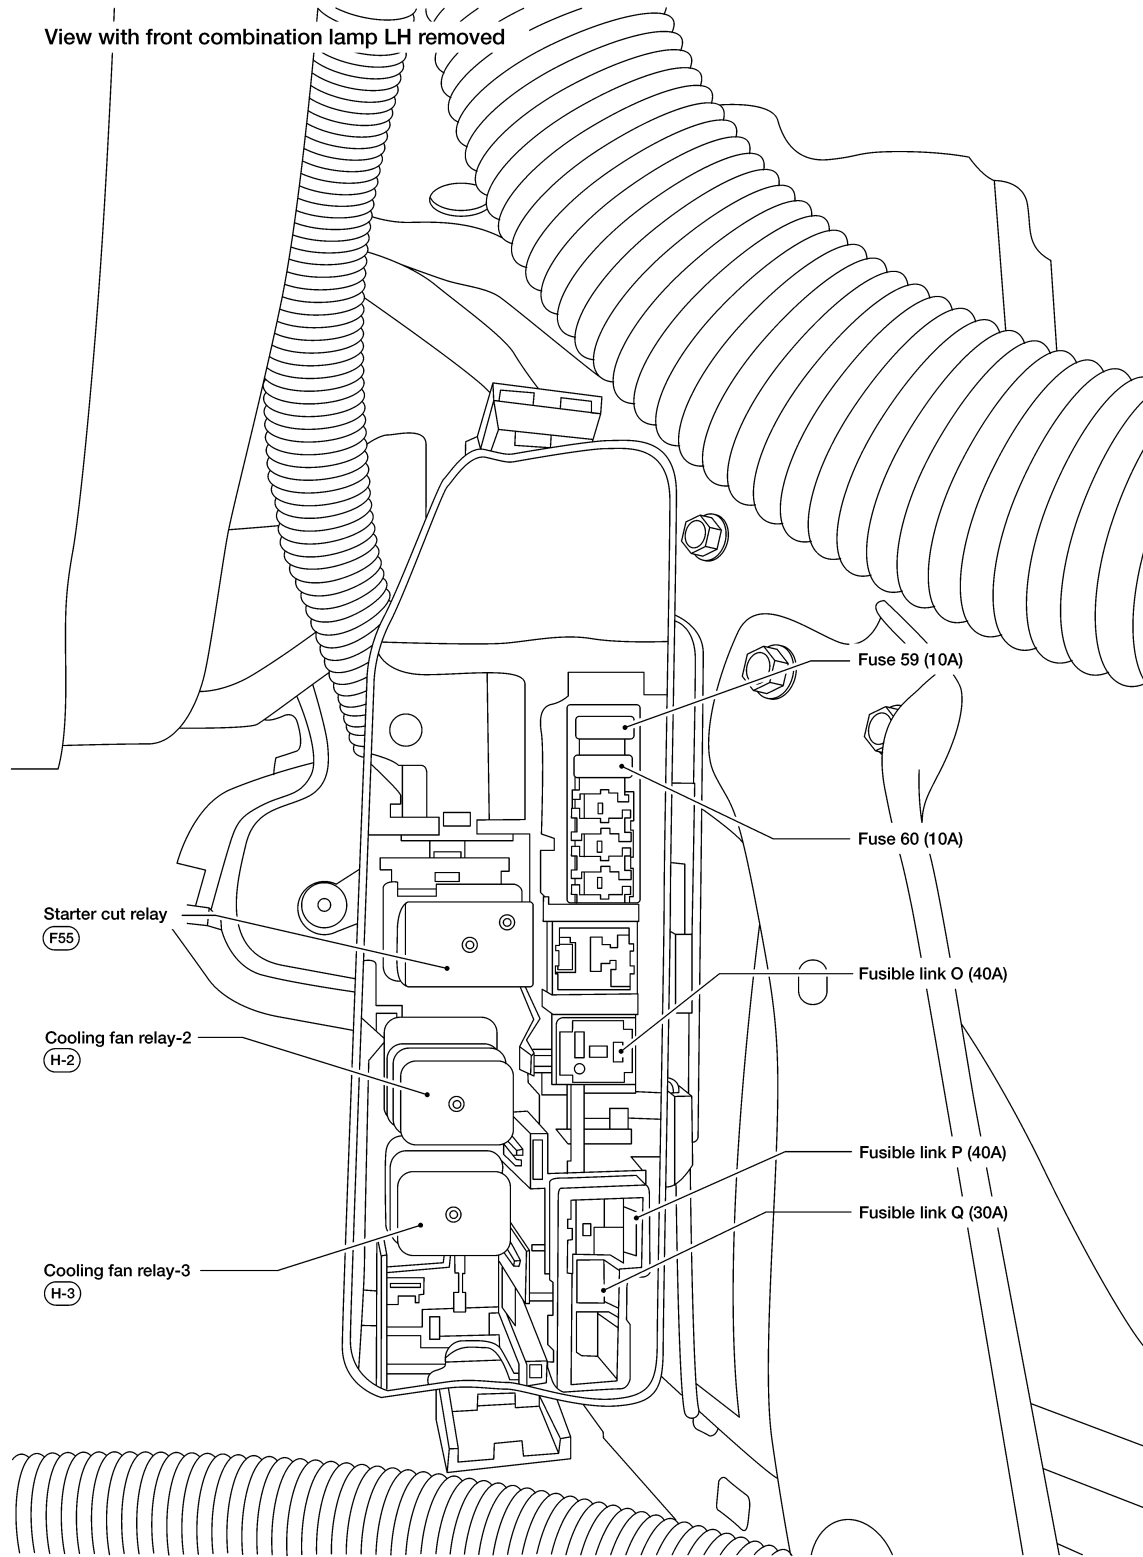 View with front combination lamp LH removed
Fuse 59 (10A)
Fuse 60 (10A)
Starter cut relay
F55
Fusible link O (40A)
Cooling fan relay-2
H-2
Fusible link P (40A)
Fusible link Q (30A)
Cooling fan relay-3
H-3